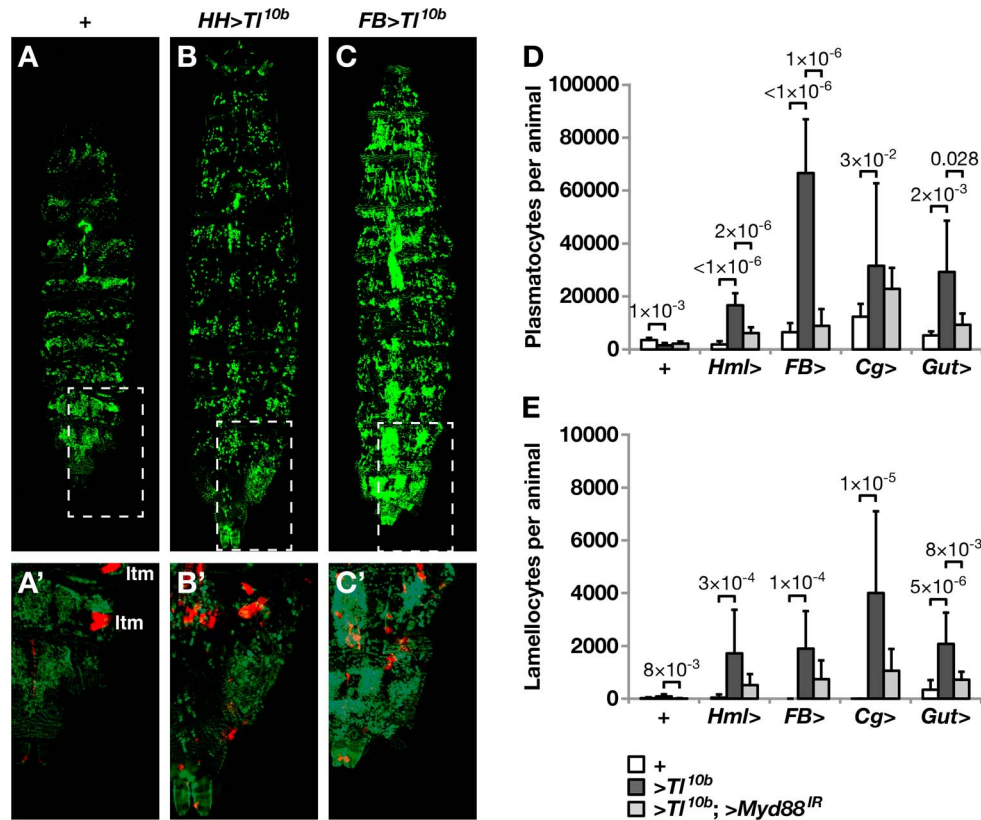 +
HH>Tl10b
FB>Tl10b
A
B
C
A'
ltm
ltm
B'
C'
D
Plasmatocytes per animal
100000
80000
60000
40000
20000
0
1×10-3
<1×10-6
2×10-6
<1×10-6
1×10-6
3×10-2
2×10-3
0.028
+
Hml>
FB>
Cg>
Gut>
E
Lamellocytes per animal
10000
8000
6000
4000
2000
0
8×10-3
3×10-4
1×10-4
1×10-5
5×10-6
8×10-3
+
Hml>
FB>
Cg>
Gut>
+
>Tl10b
>Tl10b; >Myd88IR